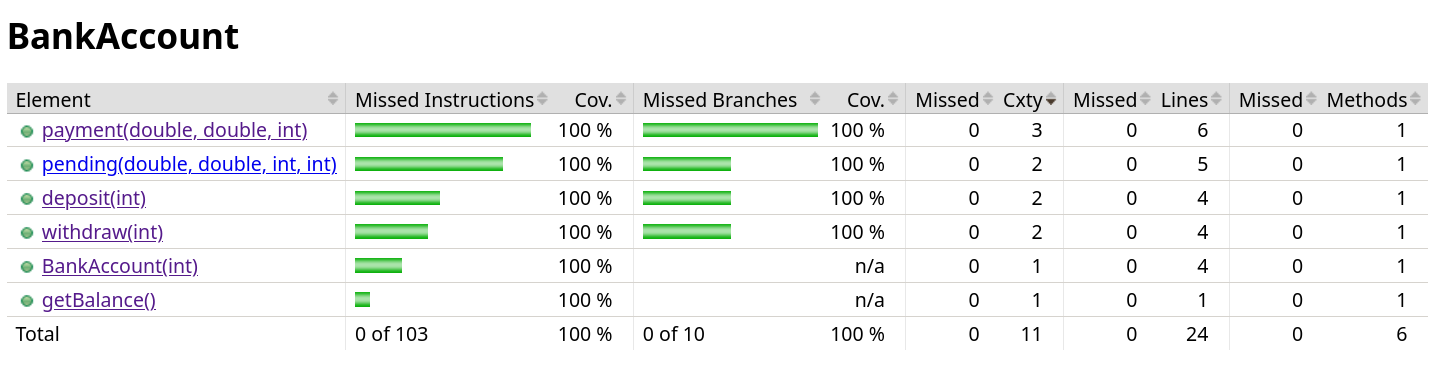 BankAccount
Element Missed Instructions Cov. Missed Branches Cov. Missed Cxty Missed Lines Missed Methods
payment(double, double, int) 100 % 100 % 0 3 0 6 0 1
pending(double, double, int, int) 100 % 100 % 0 2 0 5 0 1
deposit(int) 100 % 100 % 0 2 0 4 0 1
withdraw(int) 100 % 100 % 0 2 0 4 0 1
BankAccount(int) 100 % n/a 0 1 0 4 0 1
getBalance() 100 % n/a 0 1 0 1 0 1
Total 0 of 103 100 % 0 of 10 100 % 0 11 0 24 0 6